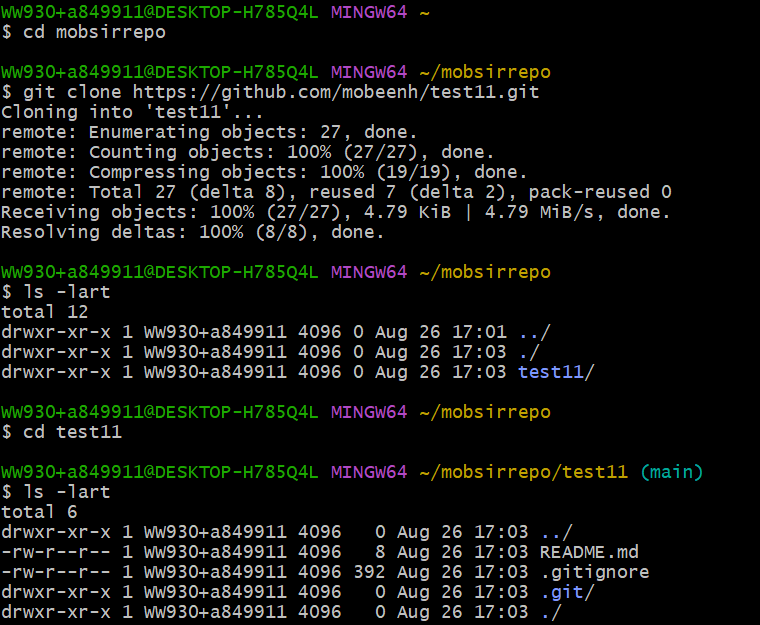 WW930+a849911@DESKTOP-H785Q4L MINGW64 ~
$ cd mobsirrepo
WW930+a849911@DESKTOP-H785Q4L MINGW64 ~/mobsirrepo
$ git clone https://github.com/mobeenh/test11.git
Cloning into 'test11'...
remote: Enumerating objects: 27, done.
remote: Counting objects: 100% (27/27), done.
remote: Compressing objects: 100% (19/19), done.
remote: Total 27 (delta 8), reused 7 (delta 2), pack-reused 0
Receiving objects: 100% (27/27), 4.79 KiB | 4.79 MiB/s, done.
Resolving deltas: 100% (8/8), done.
WW930+a849911@DESKTOP-H785Q4L MINGW64 ~/mobsirrepo
$ ls -lart
total 12
drwxr-xr-x 1 WW930+a849911 4096 0 Aug 26 17:01 ../
drwxr-xr-x 1 WW930+a849911 4096 0 Aug 26 17:03 ./
drwxr-xr-x 1 WW930+a849911 4096 0 Aug 26 17:03 test11/
WW930+a849911@DESKTOP-H785Q4L MINGW64 ~/mobsirrepo
$ cd test11
WW930+a849911@DESKTOP-H785Q4L MINGW64 ~/mobsirrepo/test11 (main)
$ ls -lart
total 6
drwxr-xr-x 1 WW930+a849911 4096   0 Aug 26 17:03 ../
-rw-r--r-- 1 WW930+a849911 4096   8 Aug 26 17:03 README.md
-rw-r--r-- 1 WW930+a849911 4096 392 Aug 26 17:03 .gitignore
drwxr-xr-x 1 WW930+a849911 4096   0 Aug 26 17:03 .git/
drwxr-xr-x 1 WW930+a849911 4096   0 Aug 26 17:03 ./